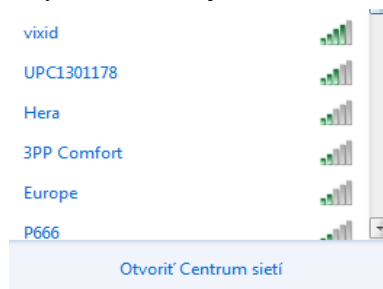 vixid
UPC1301178
Hera
3PP Comfort
Europe
P666
Otvoriť Centrum sietí